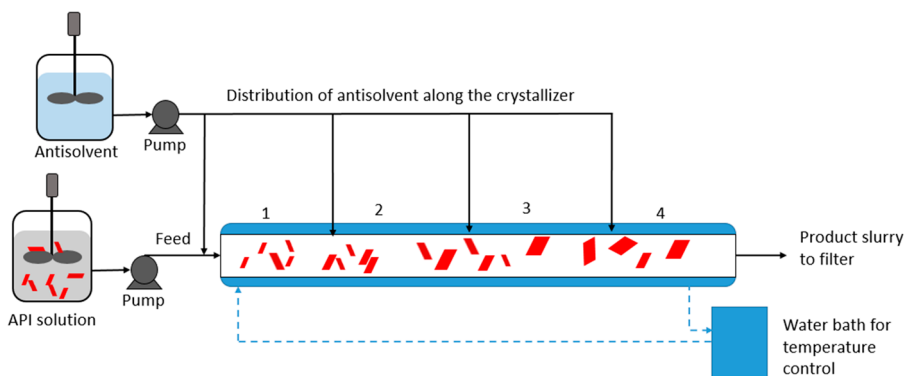 Distribution of antisolvent along the crystallizer
Antisolvent
Pump
1
2
3
4
Feed
Pump
API solution
Product slurry
to filter
Water bath for
temperature
control